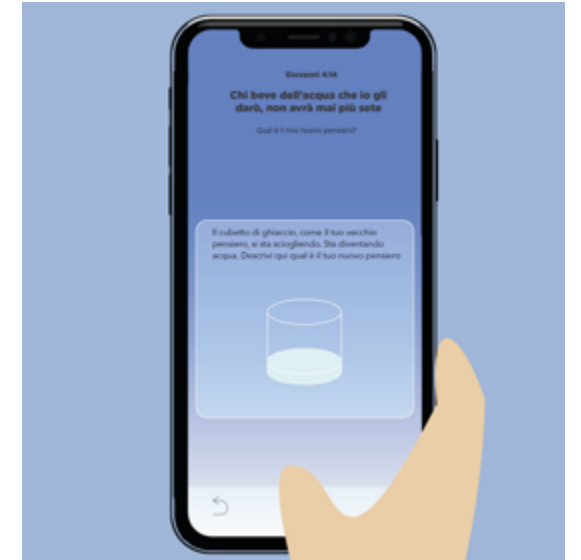 Giovanni 4:14
Chi beve dell'acqua che io gli
darò, non avrà mai più sete
Qual è il mio nuovo pensiero?
Il cubetto di ghiaccio, come il tuo vecchio
pensiero, si sta sciogliendo. Sta diventando
acqua. Descrivi qui qual è il tuo nuovo pensiero